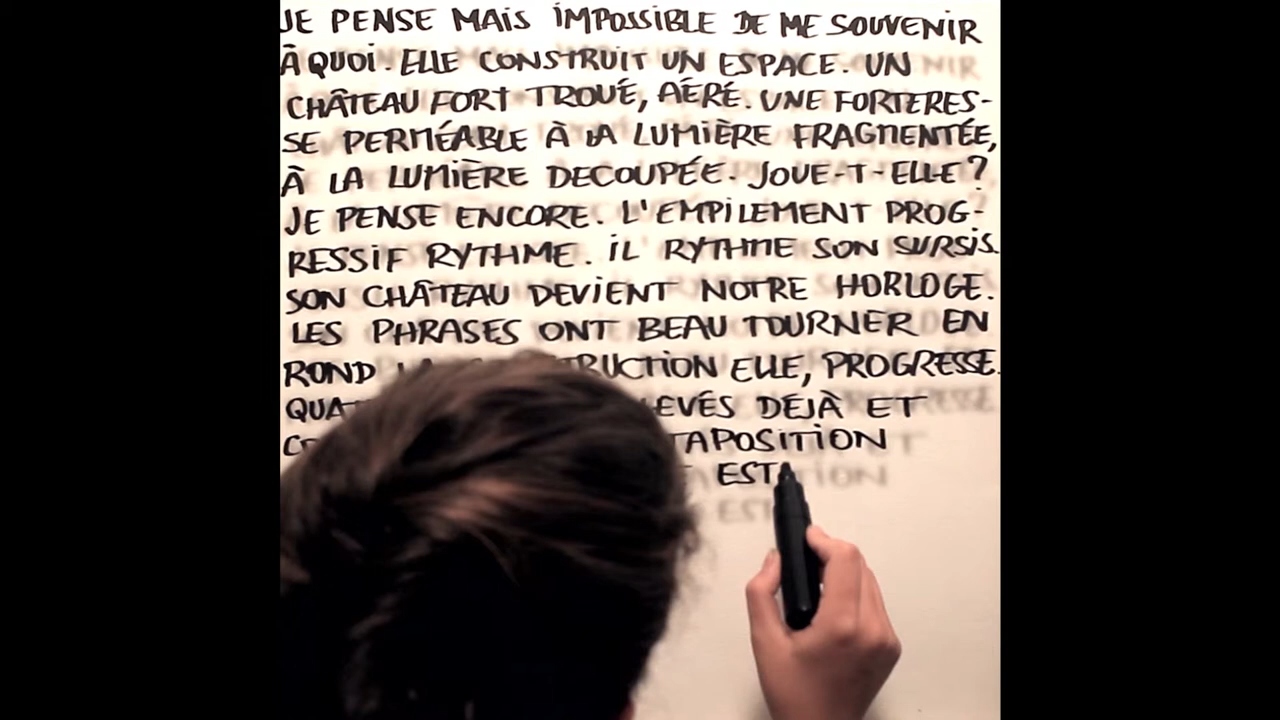 JE PENSE MAIS IMPOSSIBLE DE ME SOUVENIR
À QUOI. ELLE CONSTRUIT UN ESPACE. UN
CHÂTEAU FORT TROUÉ, AÉRÉ. UNE FORTERES-
SE PERMÉABLE À LA LUMIÈRE FRAGMENTÉE,
À LA LUMIÈRE DECOUPÉE. JOUE-T-ELLE?
JE PENSE ENCORE. L'EMPILEMENT PROG-
RESSIF RYTHME. IL RYTHME SON SURSIS.
SON CHÂTEAU DEVIENT NOTRE HORLOGE.
LES PHRASES ONT BEAU TOURNER EN
ROND ELLE, PROGRESSE.
DÉJÀ ET
EST